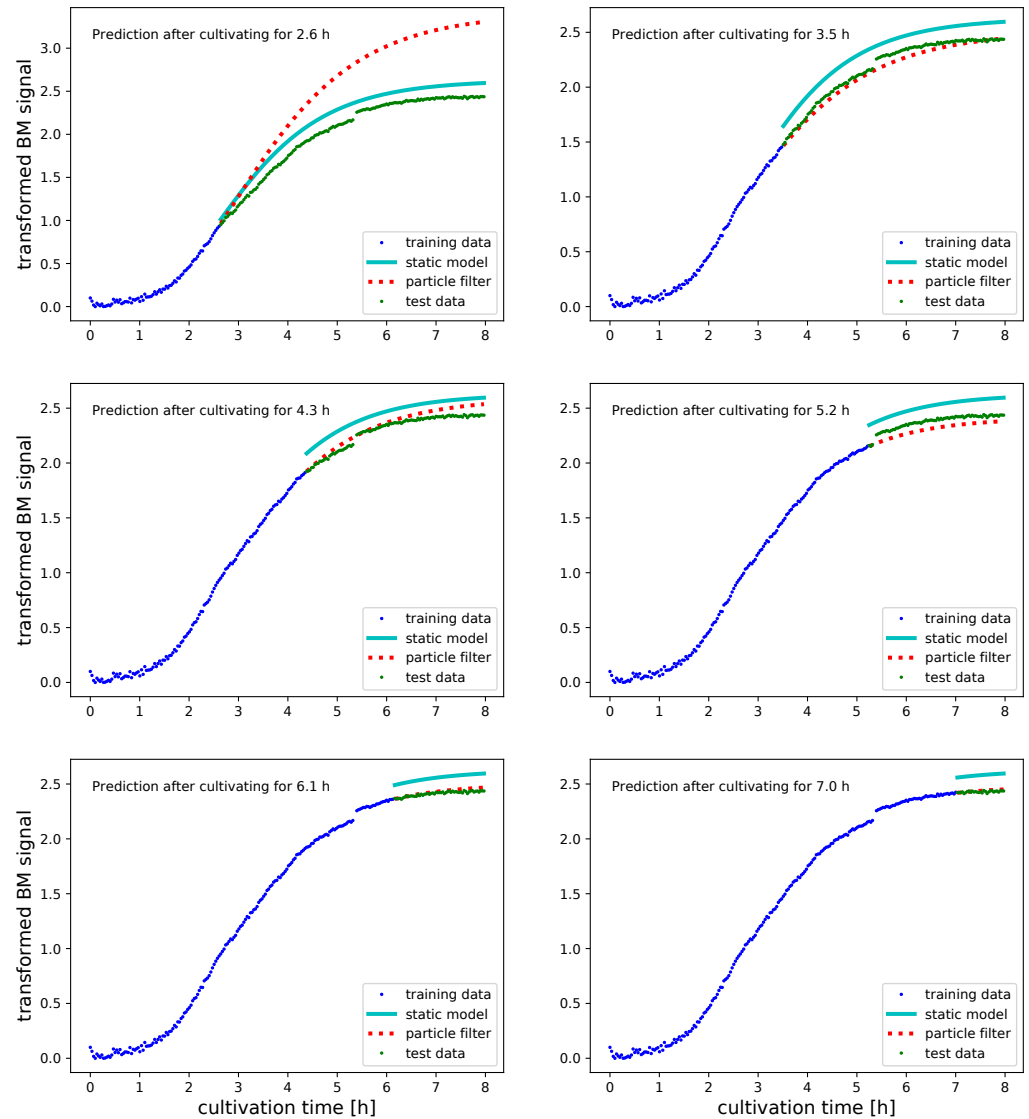 Prediction after cultivating for 2.6 h
transformed BM signal
3.0
2.5
2.0
1.5
1.0
0.5
0.0
training data
static model
particle filter
test data
0 1 2 3 4 5 6 7 8
Prediction after cultivating for 3.5 h
2.5
2.0
1.5
1.0
0.5
0.0
training data
static model
particle filter
test data
0 1 2 3 4 5 6 7 8
Prediction after cultivating for 4.3 h
transformed BM signal
2.5
2.0
1.5
1.0
0.5
0.0
training data
static model
particle filter
test data
0 1 2 3 4 5 6 7 8
Prediction after cultivating for 5.2 h
2.5
2.0
1.5
1.0
0.5
0.0
training data
static model
particle filter
test data
0 1 2 3 4 5 6 7 8
Prediction after cultivating for 6.1 h
transformed BM signal
2.5
2.0
1.5
1.0
0.5
0.0
training data
static model
particle filter
test data
0 1 2 3 4 5 6 7 8
cultivation time [h]
Prediction after cultivating for 7.0 h
2.5
2.0
1.5
1.0
0.5
0.0
training data
static model
particle filter
test data
0 1 2 3 4 5 6 7 8
cultivation time [h]